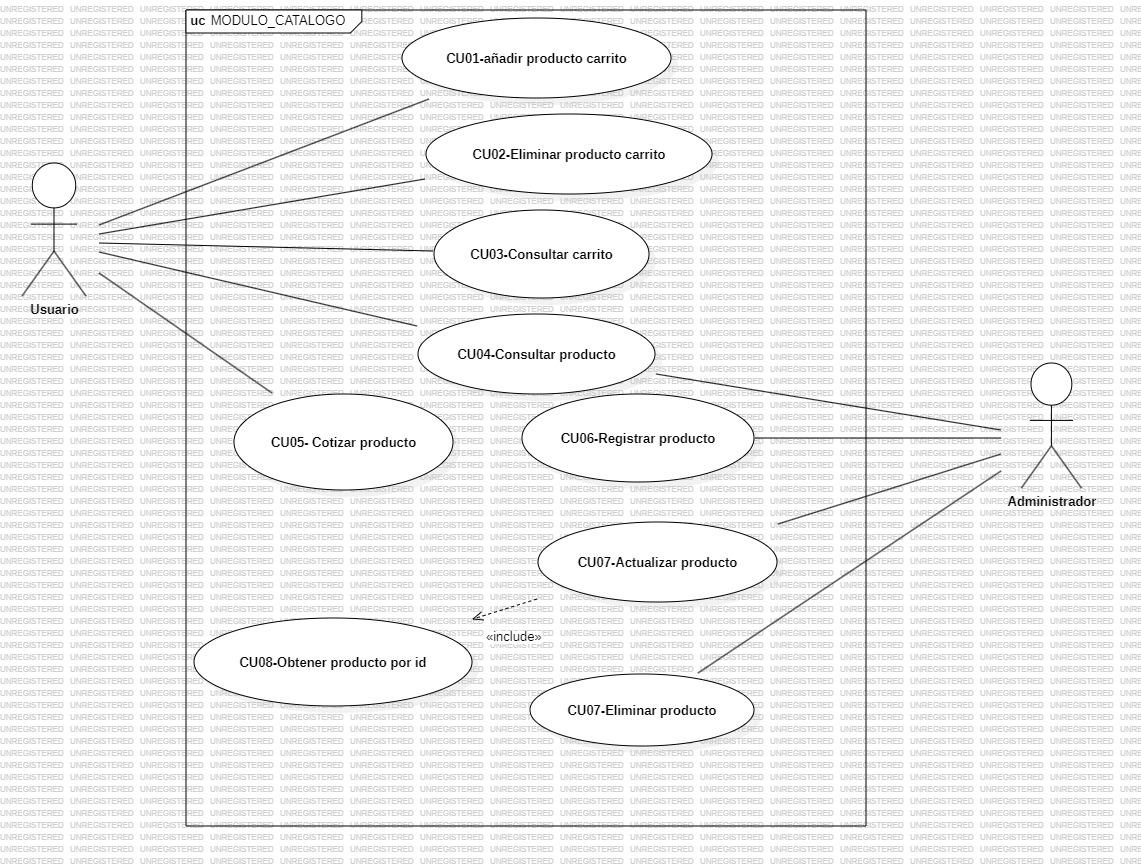 uc MODULO_CATALOGO
CU01-añadir producto carrito
CU02-Eliminar producto carrito
CU03-Consultar carrito
Usuario
CU04-Consultar producto
CU05- Cotizar producto
CU06-Registrar producto
Administrador
CU07-Actualizar producto
«include»
CU08-Obtener producto por id
CU07-Eliminar producto
UNREGISTERED